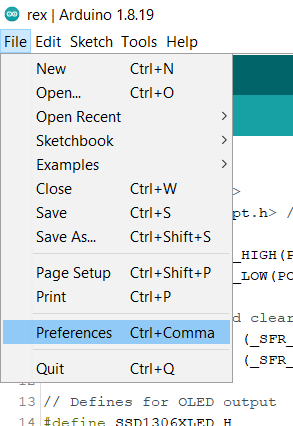 rex | Arduino 1.8.19
File Edit Sketch Tools Help
New Ctrl+N
Open... Ctrl+O
Open Recent
Sketchbook
Examples
Close Ctrl+W
>
Save Ctrl+S
pt.h> /
Save As... Ctrl+Shift+S
_HIGH(P
Page Setup Ctrl+Shift+P
_LOW(PO
Print Ctrl+P
d clear
Preferences Ctrl+Comma
(_SFR_
Quit Ctrl+Q
(_SFR_
12
13 // Defines for OLED output
14 #define SSD1306XLED_H